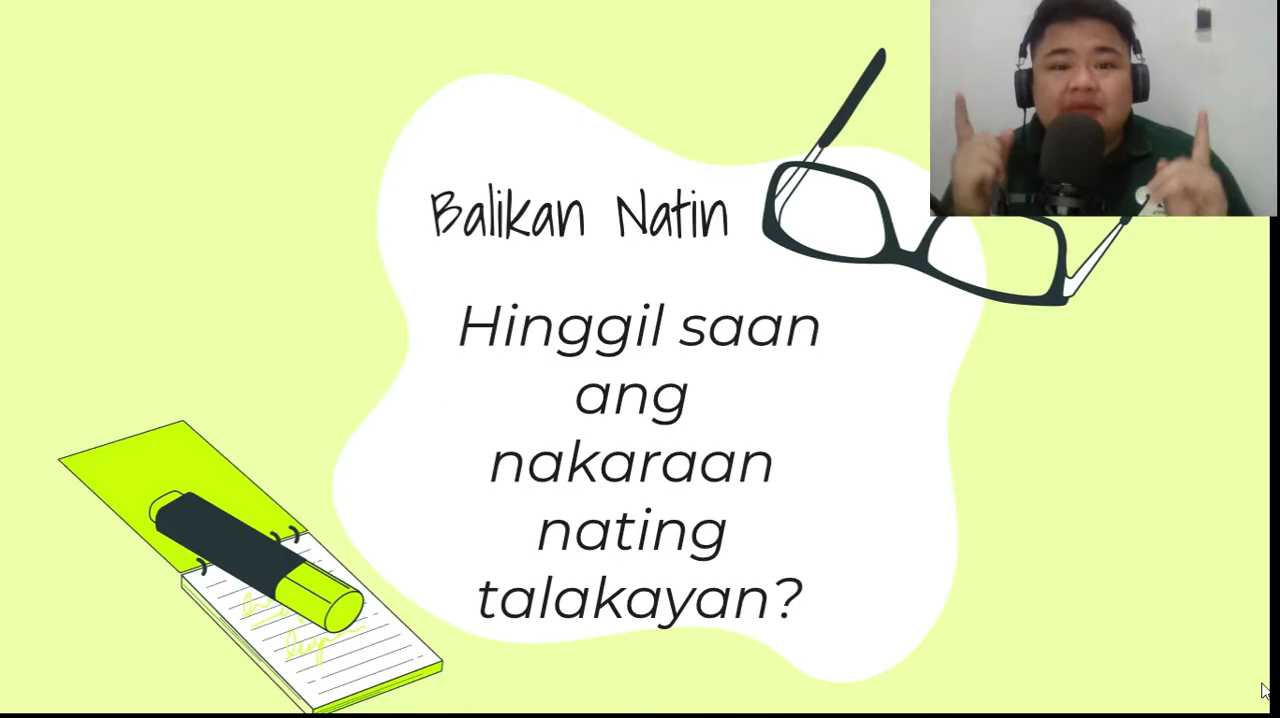 Balikan Natin
Hinggil saan
ang
nakaraan
nating
talakayan?